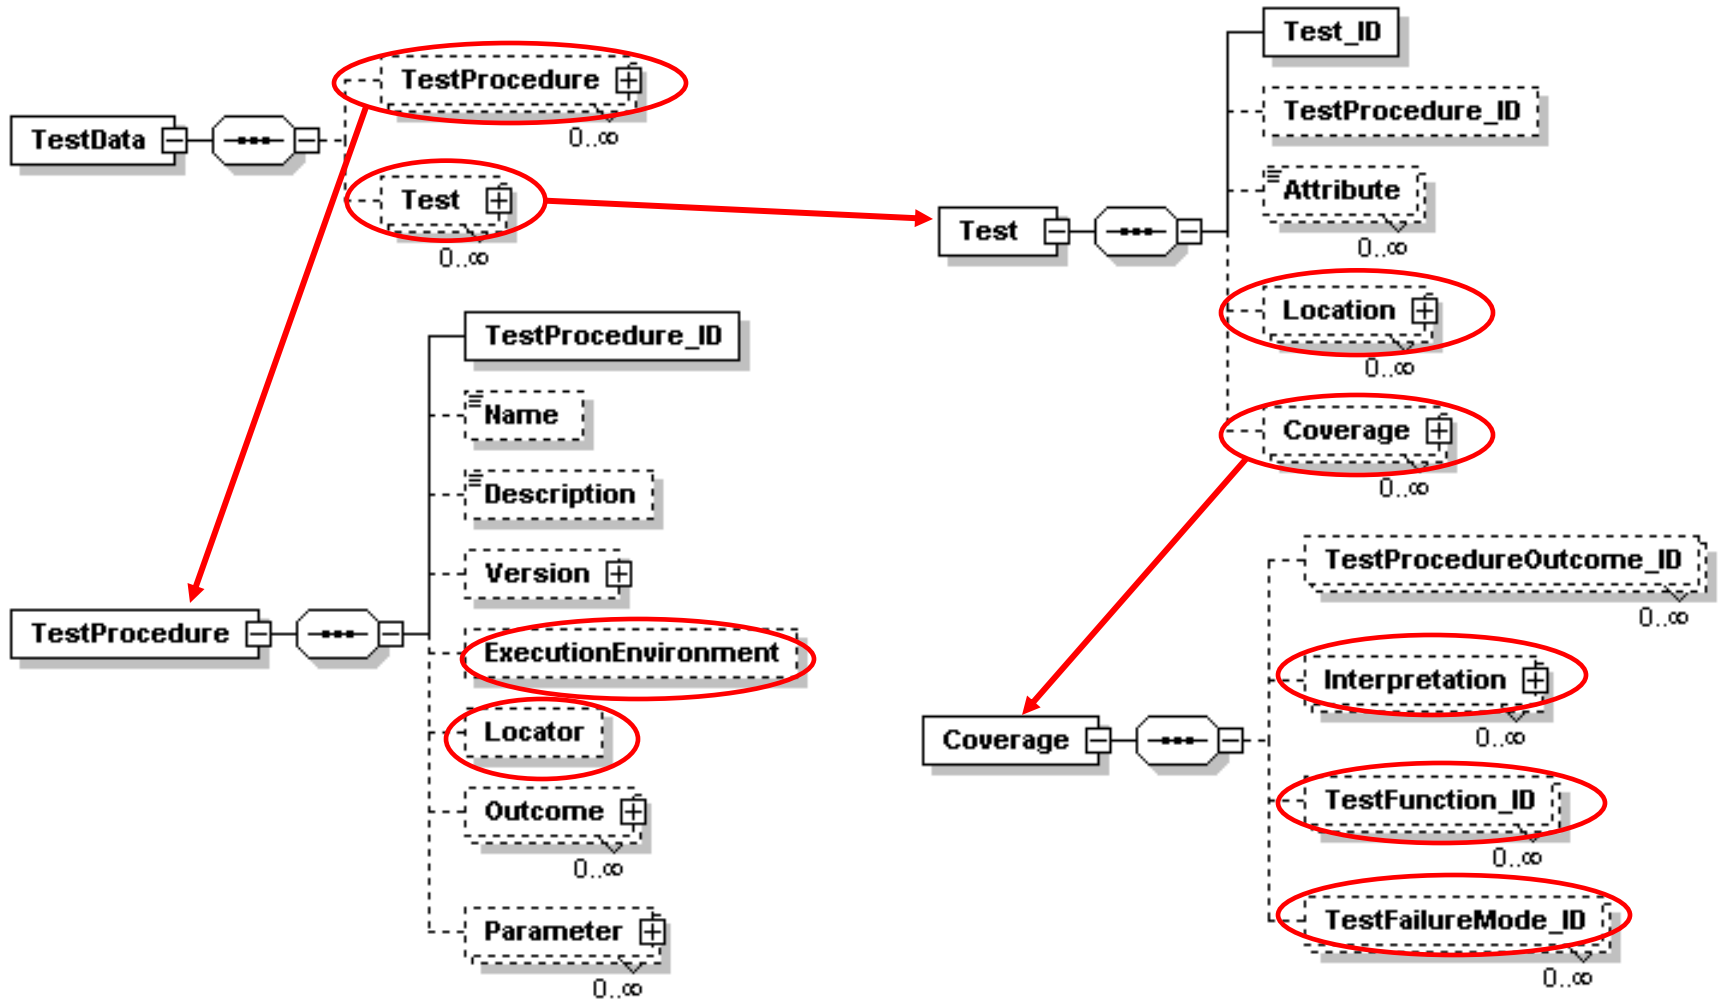 TestData
TestProcedure
0..∞
Test
0..∞
Test
Test_ID
TestProcedure_ID
Attribute
0..∞
Location
0..∞
Coverage
0..∞
TestProcedure
TestProcedure_ID
Name
Description
Version
ExecutionEnvironment
Locator
Outcome
0..∞
Parameter
0..∞
Coverage
TestProcedureOutcome_ID
0..∞
Interpretation
0..∞
TestFunction_ID
0..∞
TestFailureMode_ID
0..∞